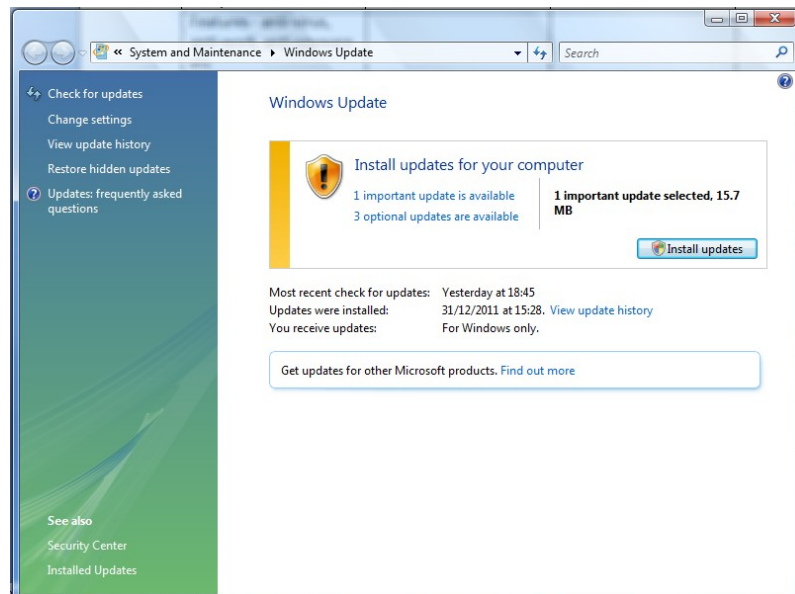 « System and Maintenance ▸ Windows Update
Search
Check for updates
Change settings
View update history
Restore hidden updates
Updates: frequently asked
questions
See also
Security Center
Installed Updates
Windows Update
Install updates for your computer
1 important update is available
3 optional updates are available
1 important update selected, 15.7
MB
Install updates
Most recent check for updates: Yesterday at 18:45
Updates were installed: 31/12/2011 at 15:28. View update history
You receive updates: For Windows only.
Get updates for other Microsoft products. Find out more